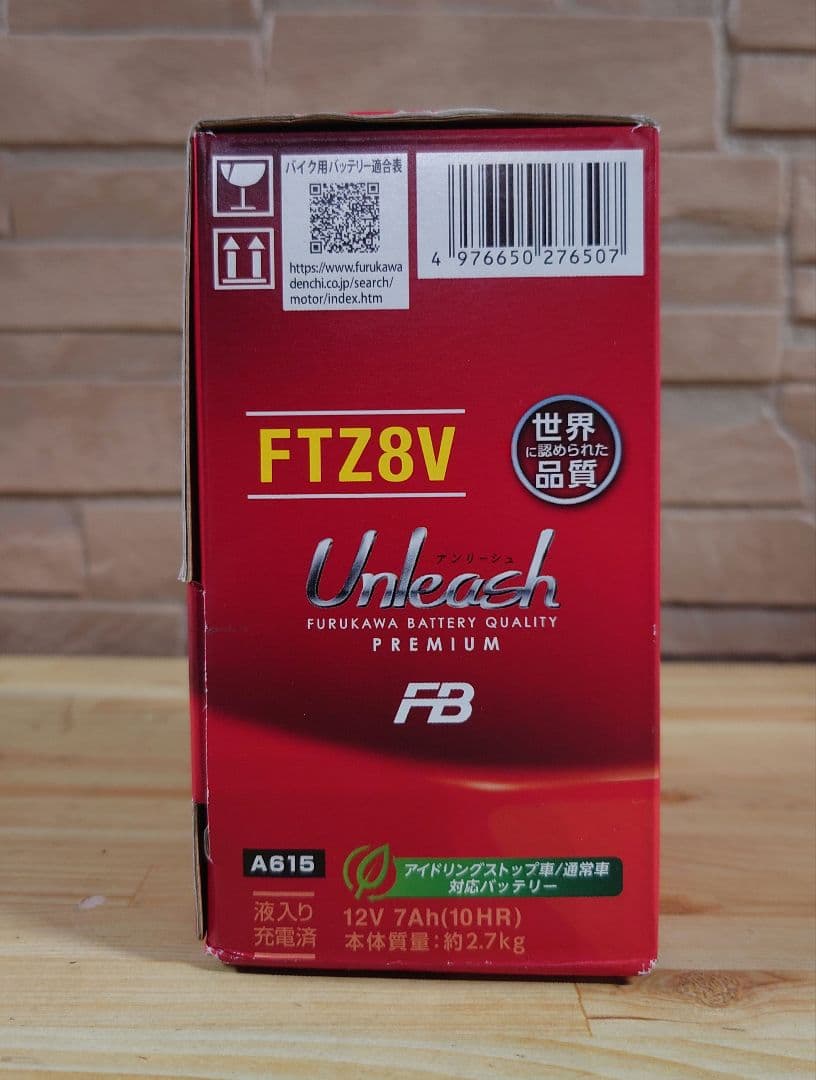 バイク用バッテリー適合表
https://www.furukawa
denchi.co.jp/search/
motor/index.htm
4 976650 276507
FTZ8V
世界
に認められた
品質
アンリーシュ
Unleash
FURUKAWA BATTERY QUALITY
PREMIUM
FB
A615
アイドリングストップ車/通常車
対応バッテリー
液入り
充電済
12V 7Ah(10HR)
本体質量:約2.7kg